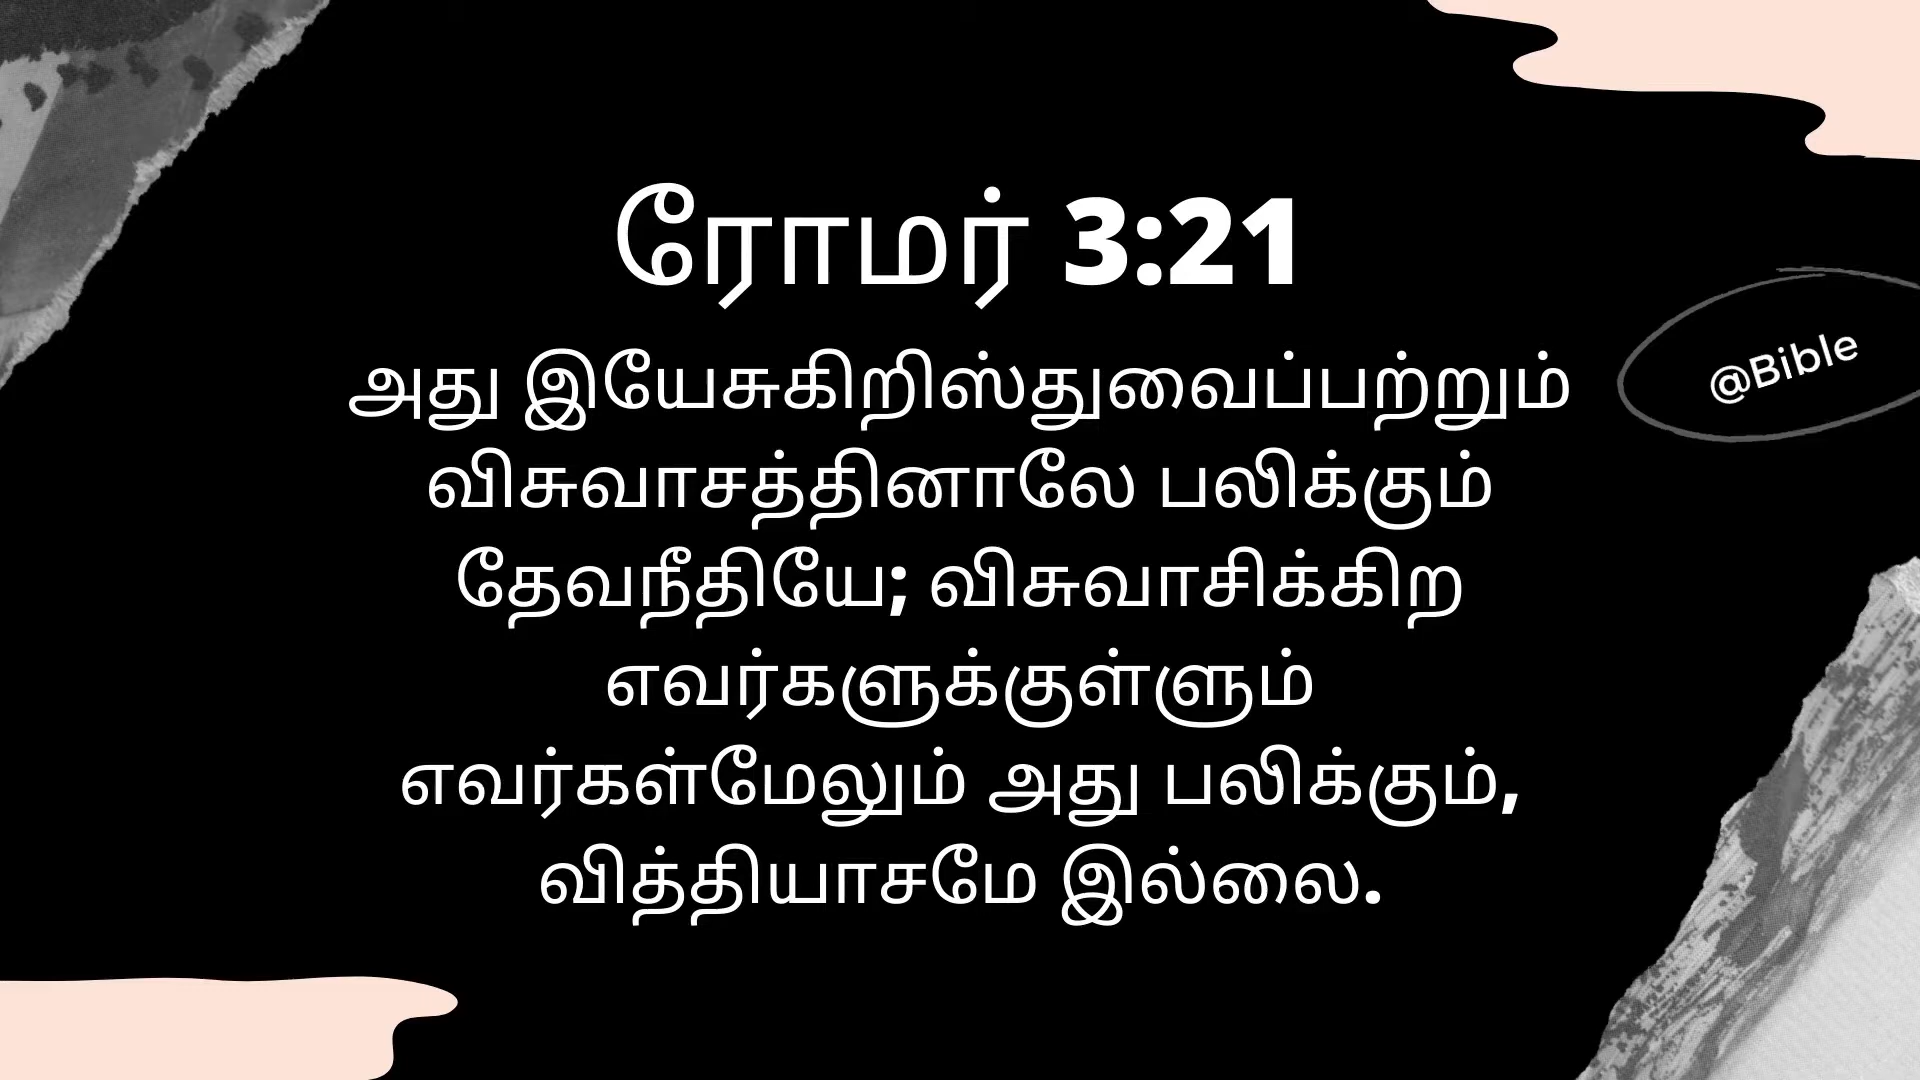 ரோமர் 3:21
அது இயேசுகிறிஸ்துவைப்பற்றும்
விசுவாசத்தினாலே பலிக்கும்
தேவநீதியே; விசுவாசிக்கிற
எவர்களுக்குள்ளும்
எவர்கள்மேலும் அது பலிக்கும்,
வித்தியாசமே இல்லை.
@Bible